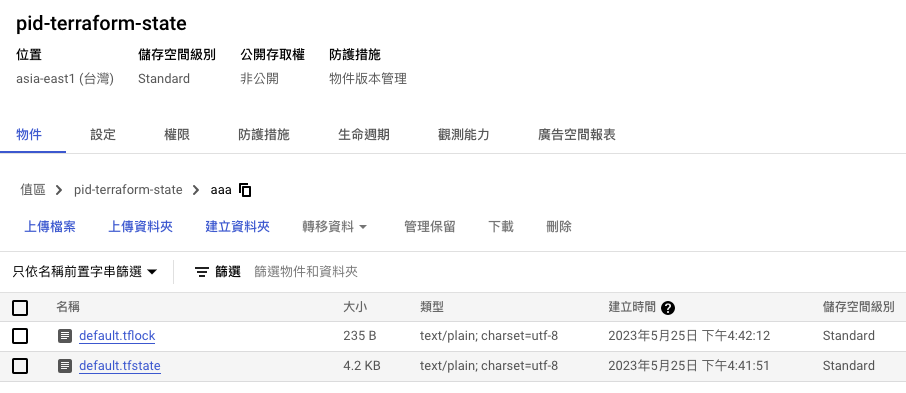 pid-terraform-state
位置 儲存空間級別 公開存取權 防護措施
asia-east1 (台灣) Standard 非公開 物件版本管理
物件 設定 權限 防護措施 生命週期 觀測能力 廣告空間報表
值區 > pid-terraform-state > aaa
上傳檔案 上傳資料夾 建立資料夾 轉移資料 管理保留 下載 刪除
只依名稱前置字串篩選 篩選 篩選物件和資料夾
名稱 大小 類型 建立時間 ? 儲存空間級別
default.tflock 235 B text/plain; charset=utf-8 2023年5月25日 下午4:42:12 Standard
default.tfstate 4.2 KB text/plain; charset=utf-8 2023年5月25日 下午4:41:51 Standard